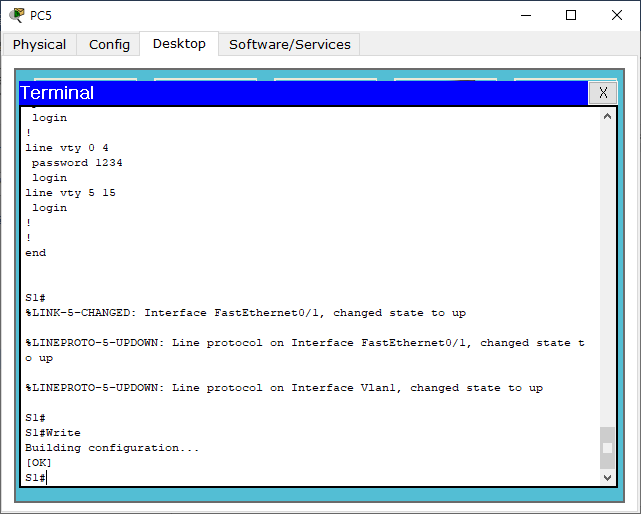 PC5
Physical Config Desktop Software/Services
Terminal X
login
!
line vty 0 4
password 1234
login
line vty 5 15
login
!
!
end
S1#
%LINK-5-CHANGED: Interface FastEthernet0/1, changed state to up
%LINEPROTO-5-UPDOWN: Line protocol on Interface FastEthernet0/1, changed state t
o up
%LINEPROTO-5-UPDOWN: Line protocol on Interface Vlan1, changed state to up
S1#
S1#Write
Building configuration...
[OK]
S1#